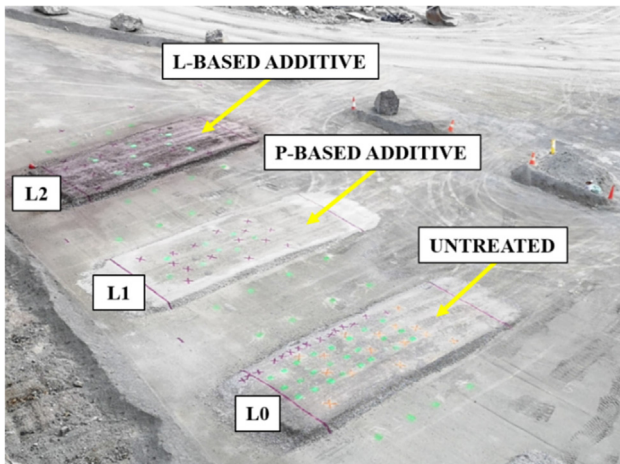 L-BASED ADDITIVE
P-BASED ADDITIVE
L2
UNTREATED
L1
L0